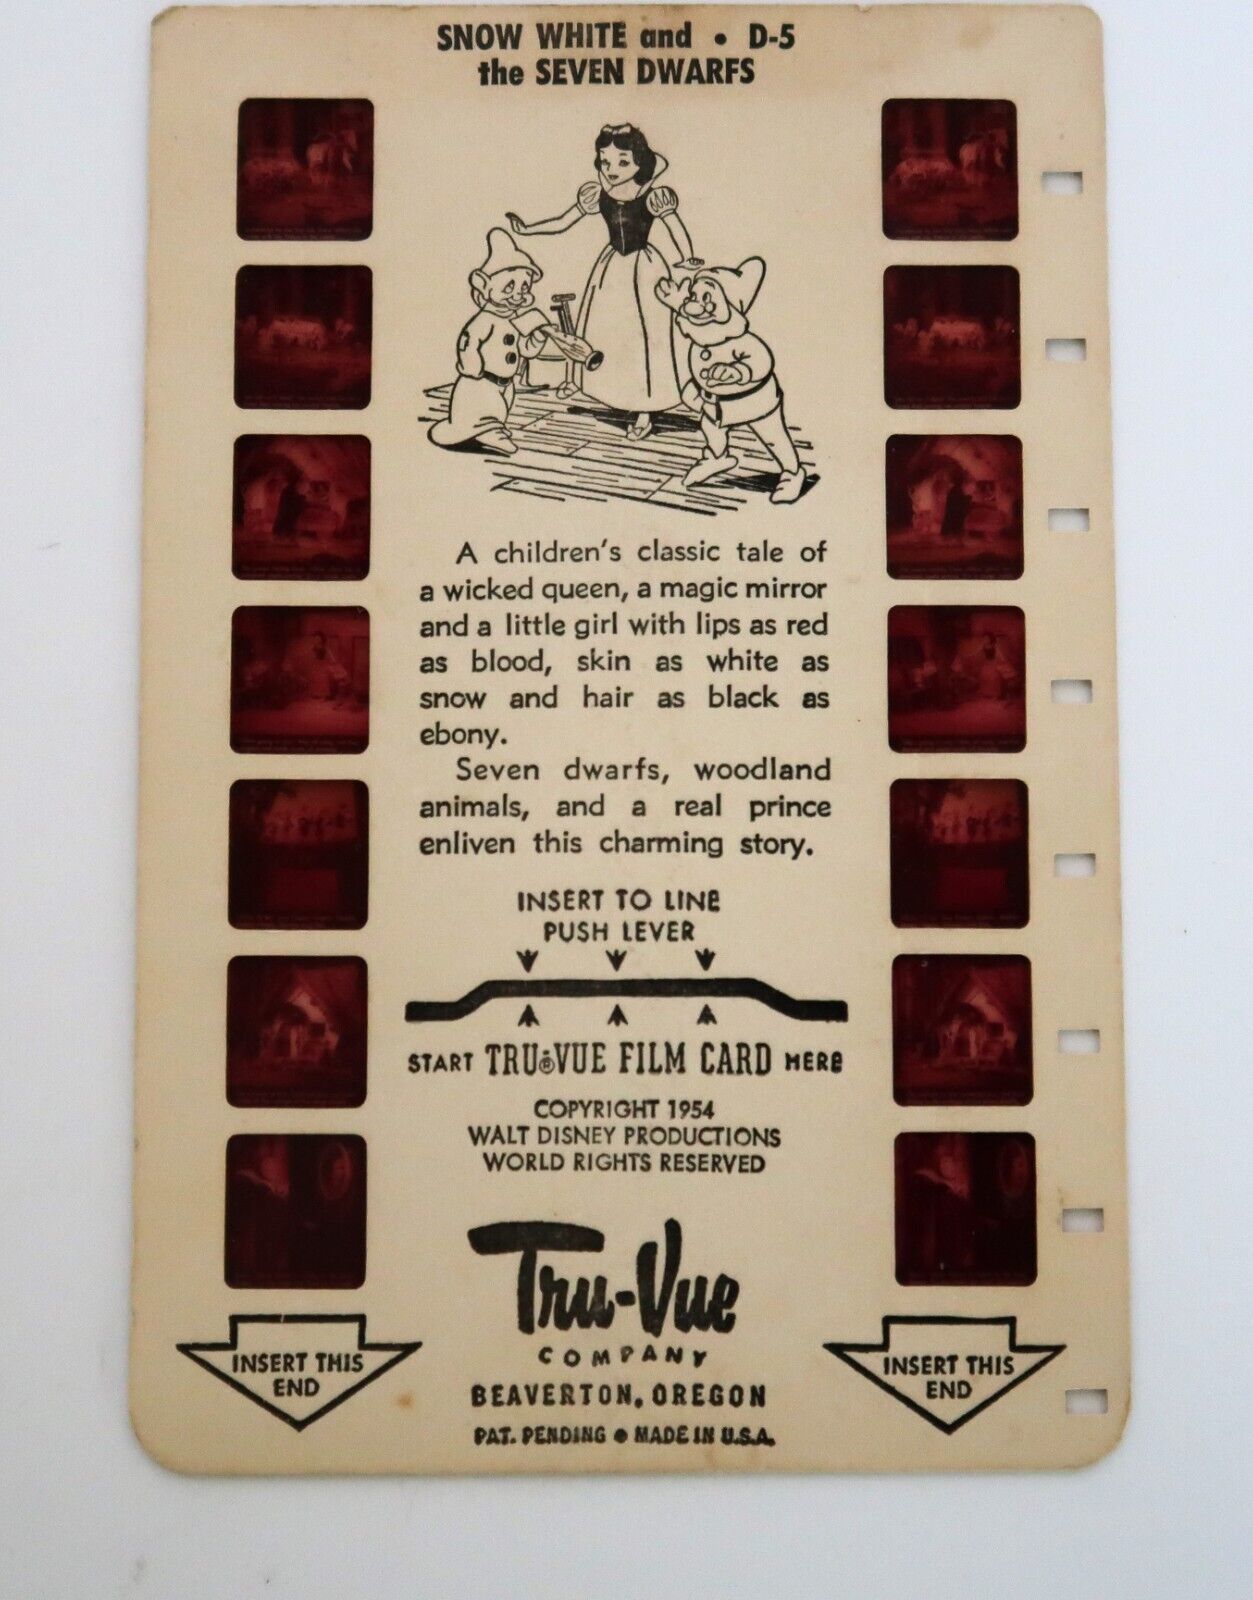 SNOW WHITE and • D-5
the SEVEN DWARFS
A children's classic tale of
a wicked queen, a magic mirror
and a little girl with lips as red
as blood, skin as white as
snow and hair as black as
ebony.
Seven dwarfs, woodland
animals, and a real prince
enliven this charming story.
INSERT TO LINE
PUSH LEVER
START TRU®VUE FILM CARD HERE
COPYRIGHT 1954
WALT DISNEY PRODUCTIONS
WORLD RIGHTS RESERVED
Tru-Vue
COMPANY
BEAVERTON, OREGON
PAT. PENDING • MADE IN U.S.A.
INSERT THIS
END
INSERT THIS
END